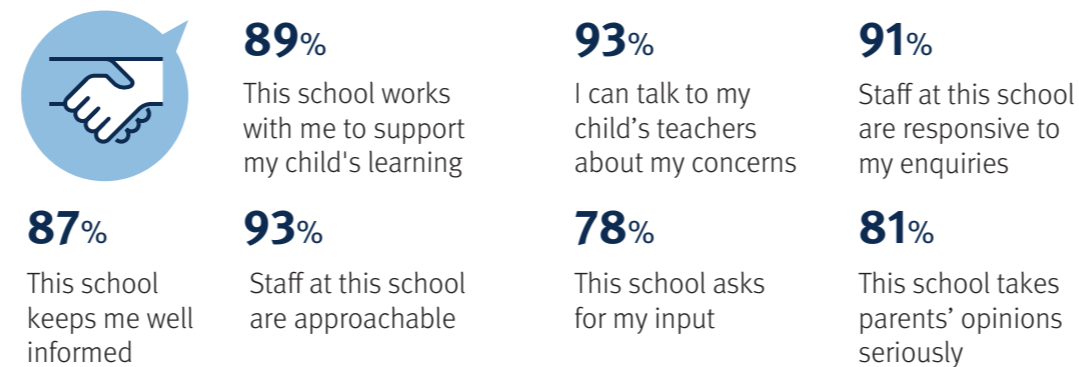 89%
This school works
with me to support
my child's learning
93%
I can talk to my
child’s teachers
about my concerns
91%
Staff at this school
are responsive to
my enquiries
87%
This school
keeps me well
informed
93%
Staff at this school
are approachable
78%
This school asks
for my input
81%
This school takes
parents’ opinions
seriously